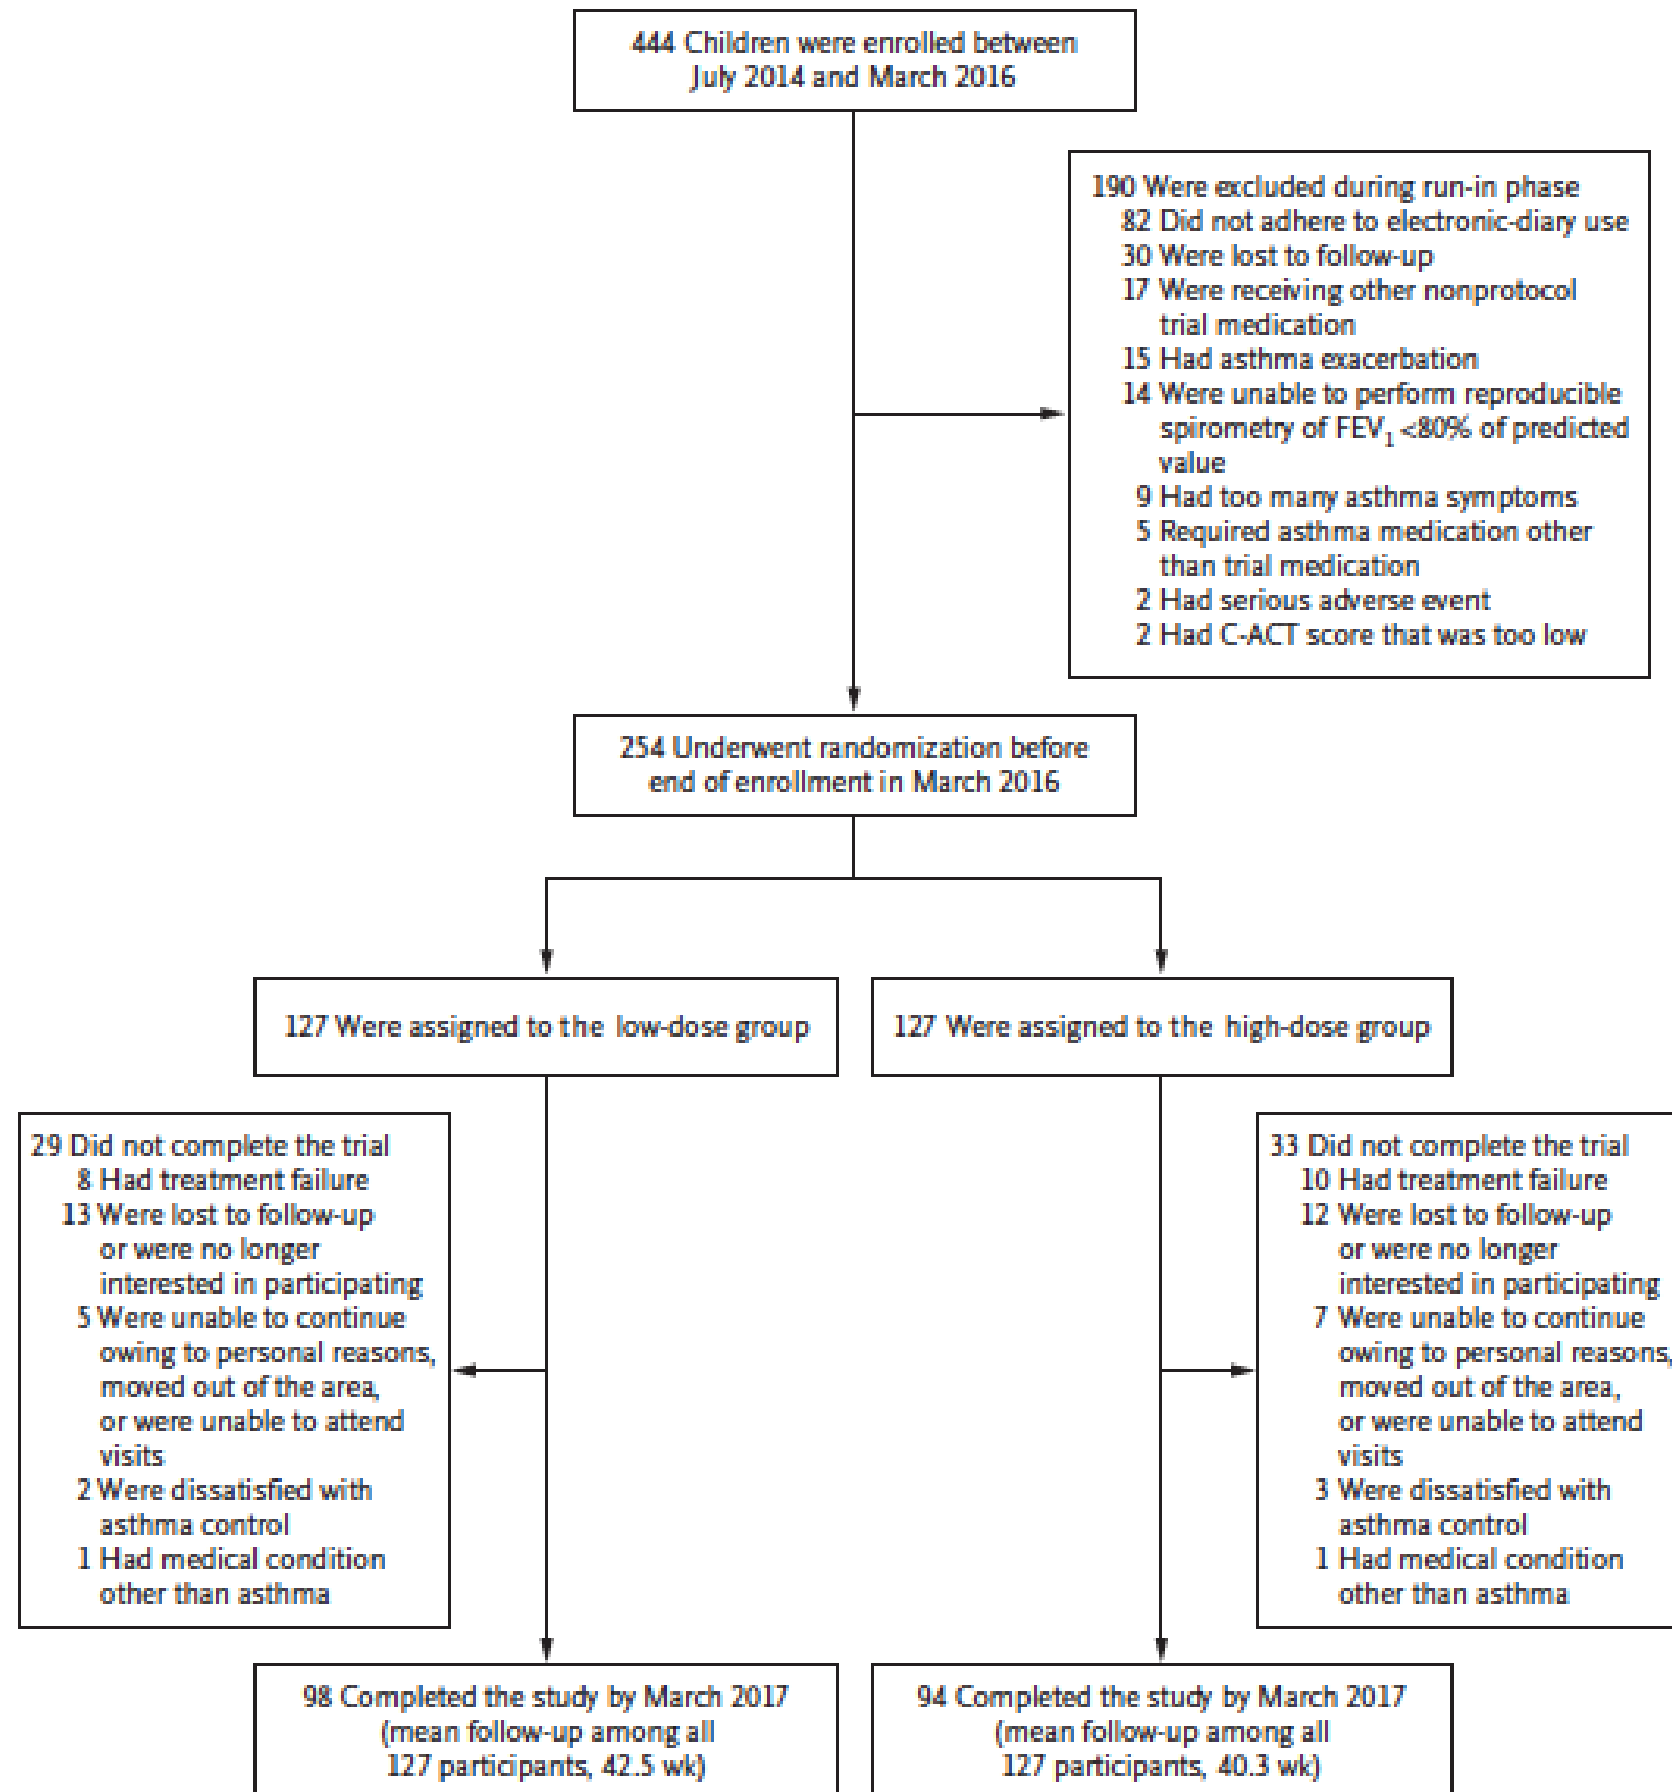 444 Children were enrolled between
July 2014 and March 2016
190 Were excluded during run-in phase
82 Did not adhere to electronic-diary use
30 Were lost to follow-up
17 Were receiving other nonprotocol
trial medication
15 Had asthma exacerbation
14 Were unable to perform reproducible
spirometry of FEV₁ <80% of predicted
value
9 Had too many asthma symptoms
5 Required asthma medication other
than trial medication
2 Had serious adverse event
2 Had C-ACT score that was too low
254 Underwent randomization before
end of enrollment in March 2016
127 Were assigned to the low-dose group
127 Were assigned to the high-dose group
29 Did not complete the trial
8 Had treatment failure
13 Were lost to follow-up
or were no longer
interested in participating
5 Were unable to continue
owing to personal reasons,
moved out of the area,
or were unable to attend
visits
2 Were dissatisfied with
asthma control
1 Had medical condition
other than asthma
33 Did not complete the trial
10 Had treatment failure
12 Were lost to follow-up
or were no longer
interested in participating
7 Were unable to continue
owing to personal reasons,
moved out of the area,
or were unable to attend
visits
3 Were dissatisfied with
asthma control
1 Had medical condition
other than asthma
98 Completed the study by March 2017
(mean follow-up among all
127 participants, 42.5 wk)
94 Completed the study by March 2017
(mean follow-up among all
127 participants, 40.3 wk)